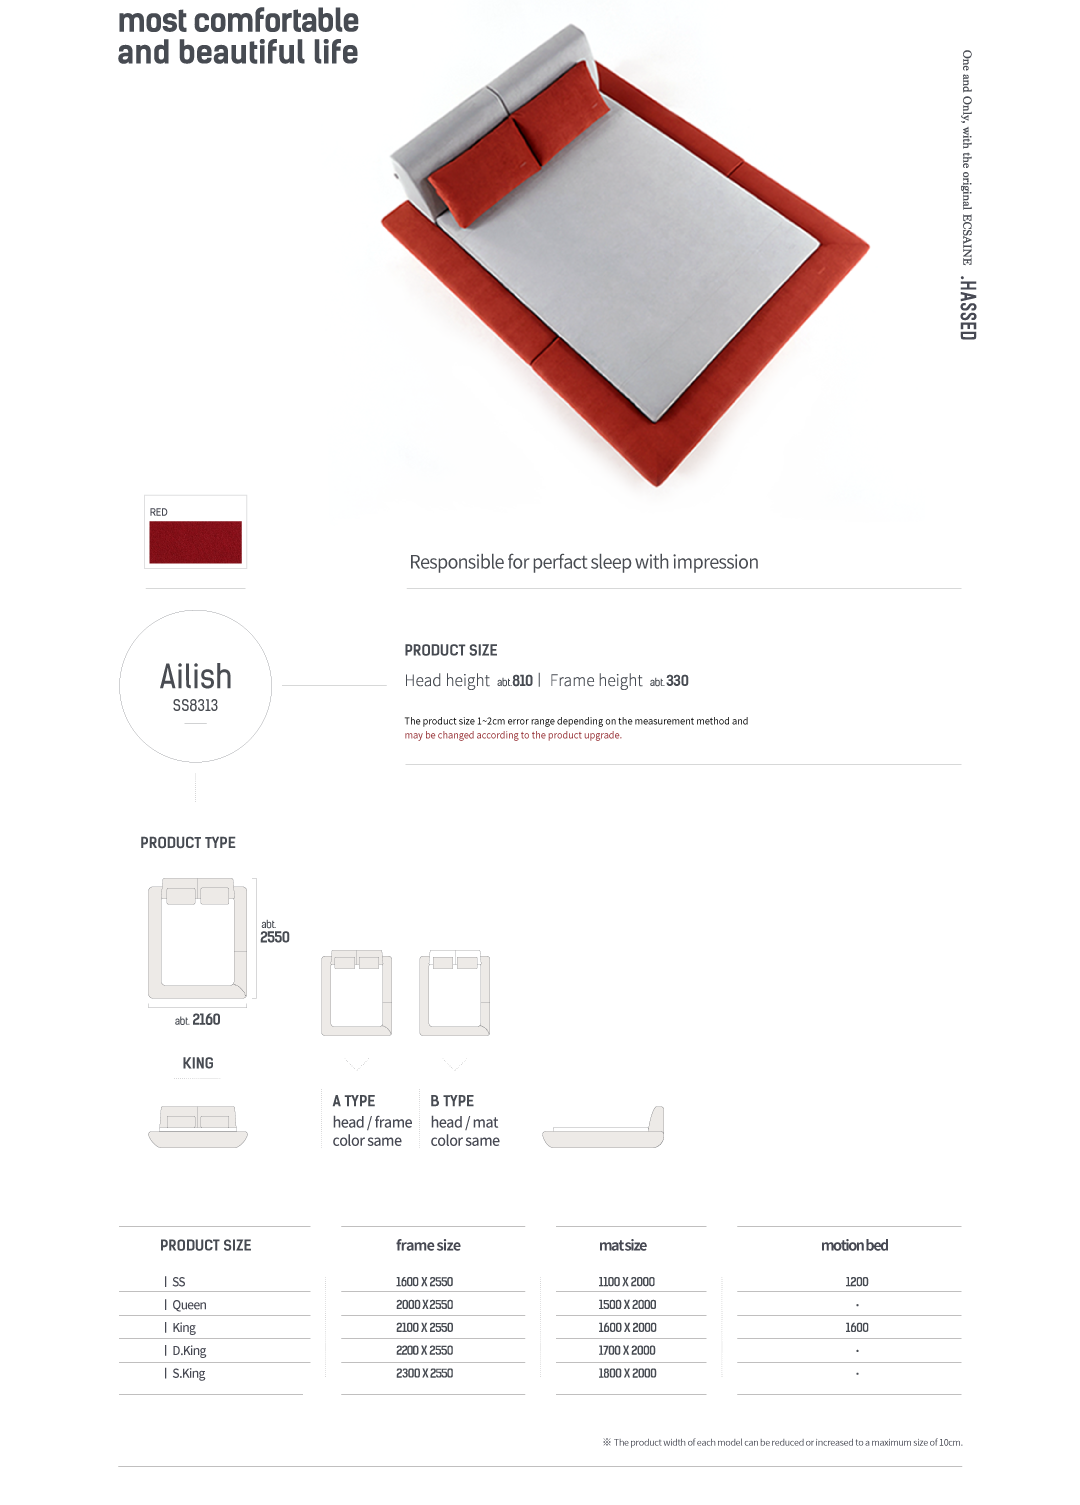 most comfortable
and beautiful life
One and Only, with the original ECSAINE .HASSED
RED
Responsible for perfact sleep with impression
Ailish
SS8313
PRODUCT SIZE
Head height abt.810 | Frame height abt.330
The product size 1~2cm error range depending on the measurement method and
may be changed according to the product upgrade.
PRODUCT TYPE
abt.
2550
abt. 2160
KING
A TYPE
head / frame
color same
B TYPE
head / mat
color same
PRODUCT SIZE frame size mat size motion bed
| SS 1600 X 2550 1100 X 2000 1200
| Queen 2000 X 2550 1500 X 2000 •
| King 2100 X 2550 1600 X 2000 1600
| D.King 2200 X 2550 1700 X 2000 •
| S.King 2300 X 2550 1800 X 2000 •
※ The product width of each model can be reduced or increased to a maximum size of 10cm.